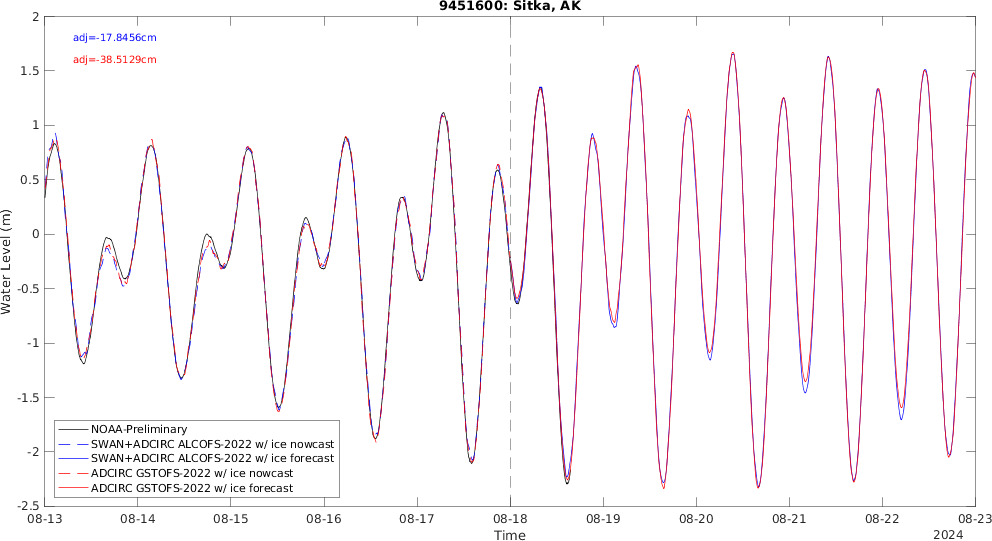 9451600: Sitka, AK
adj=-17.8456cm
adj=-38.5129cm
Water Level (m)
2
1.5
1
0.5
0
-0.5
-1
-1.5
-2
-2.5
NOAA-Preliminary
SWAN+ADCIRC ALCOFS-2022 w/ ice nowcast
SWAN+ADCIRC ALCOFS-2022 w/ ice forecast
ADCIRC GSTOFS-2022 w/ ice nowcast
ADCIRC GSTOFS-2022 w/ ice forecast
08-13 08-14 08-15 08-16 08-17 08-18 08-19 08-20 08-21 08-22 08-23
Time
2024